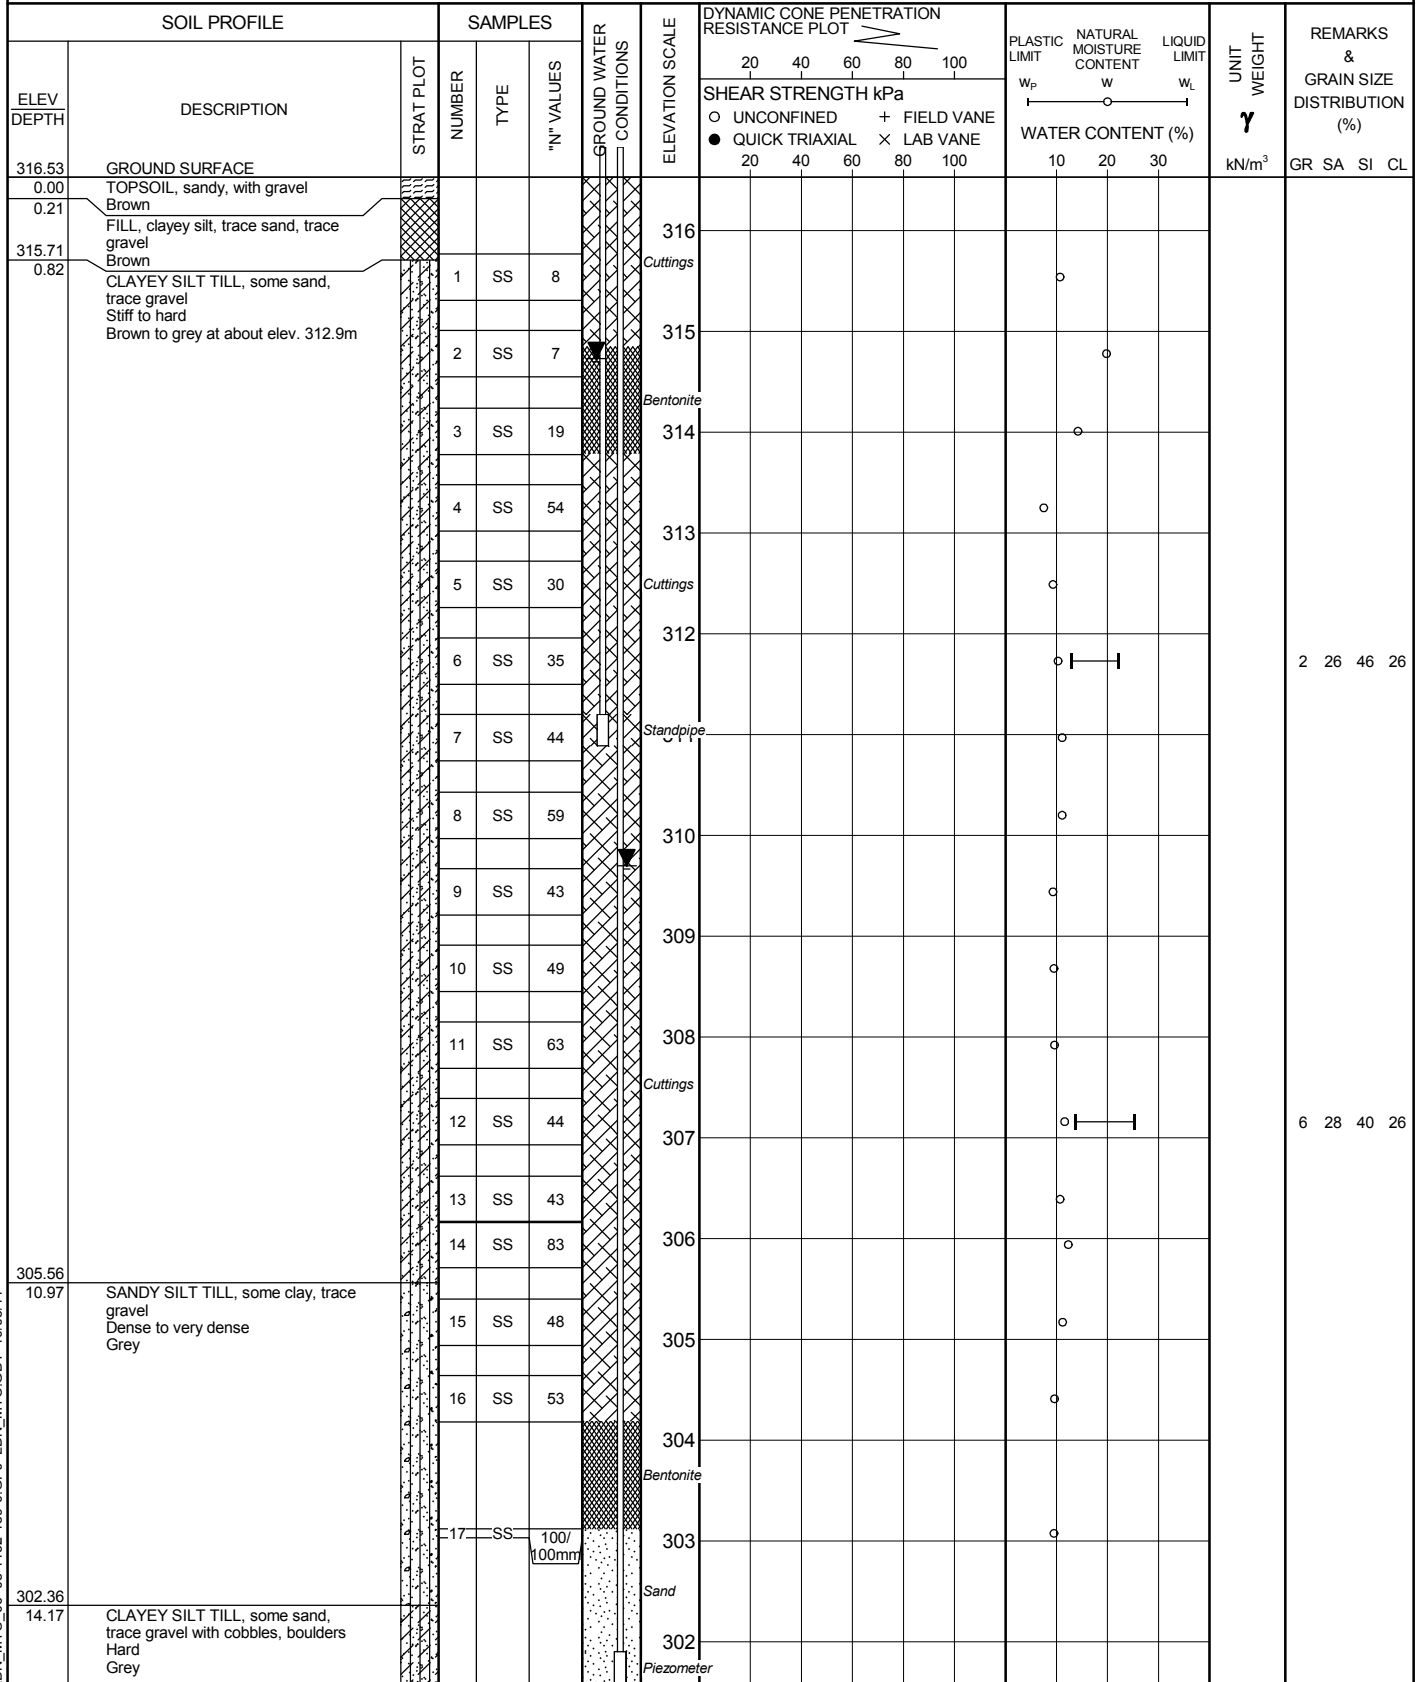 SOIL PROFILE
SAMPLES
GROUND WATER
CONDITIONS
ELEVATION SCALE
DYNAMIC CONE PENETRATION
RESISTANCE PLOT
20 40 60 80 100
SHEAR STRENGTH kPa
○ UNCONFINED + FIELD VANE
● QUICK TRIAXIAL × LAB VANE
20 40 60 80 100
PLASTIC LIMIT
NATURAL MOISTURE CONTENT
LIQUID LIMIT
WP W WL
WATER CONTENT (%)
10 20 30
UNIT WEIGHT
γ
kN/m³
REMARKS
&
GRAIN SIZE
DISTRIBUTION
(%)
GR SA SI CL
ELEV
DEPTH
DESCRIPTION
STRAT PLOT
NUMBER
TYPE
"N" VALUES
316.53 GROUND SURFACE
0.00 TOPSOIL, sandy, with gravel
Brown
0.21
FILL, clayey silt, trace sand, trace
gravel
Brown
315.71
0.82
CLAYEY SILT TILL, some sand,
trace gravel
Stiff to hard
Brown to grey at about elev. 312.9m
316
Cuttings
1 SS 8
315
2 SS 7
Bentonite
3 SS 19
314
4 SS 54
313
5 SS 30
Cuttings
312
6 SS 35
2 26 46 26
Standpipe
7 SS 44
8 SS 59
310
9 SS 43
309
10 SS 49
11 SS 63
308
Cuttings
12 SS 44
6 28 40 26
307
13 SS 43
306
14 SS 83
305.56
10.97 SANDY SILT TILL, some clay, trace
gravel
Dense to very dense
Grey
15 SS 48
305
16 SS 53
304
Bentonite
17 SS 100/
100mm
303
Sand
302.36
14.17 CLAYEY SILT TILL, some sand,
trace gravel with cobbles, boulders
Hard
Grey
302
Piezometer